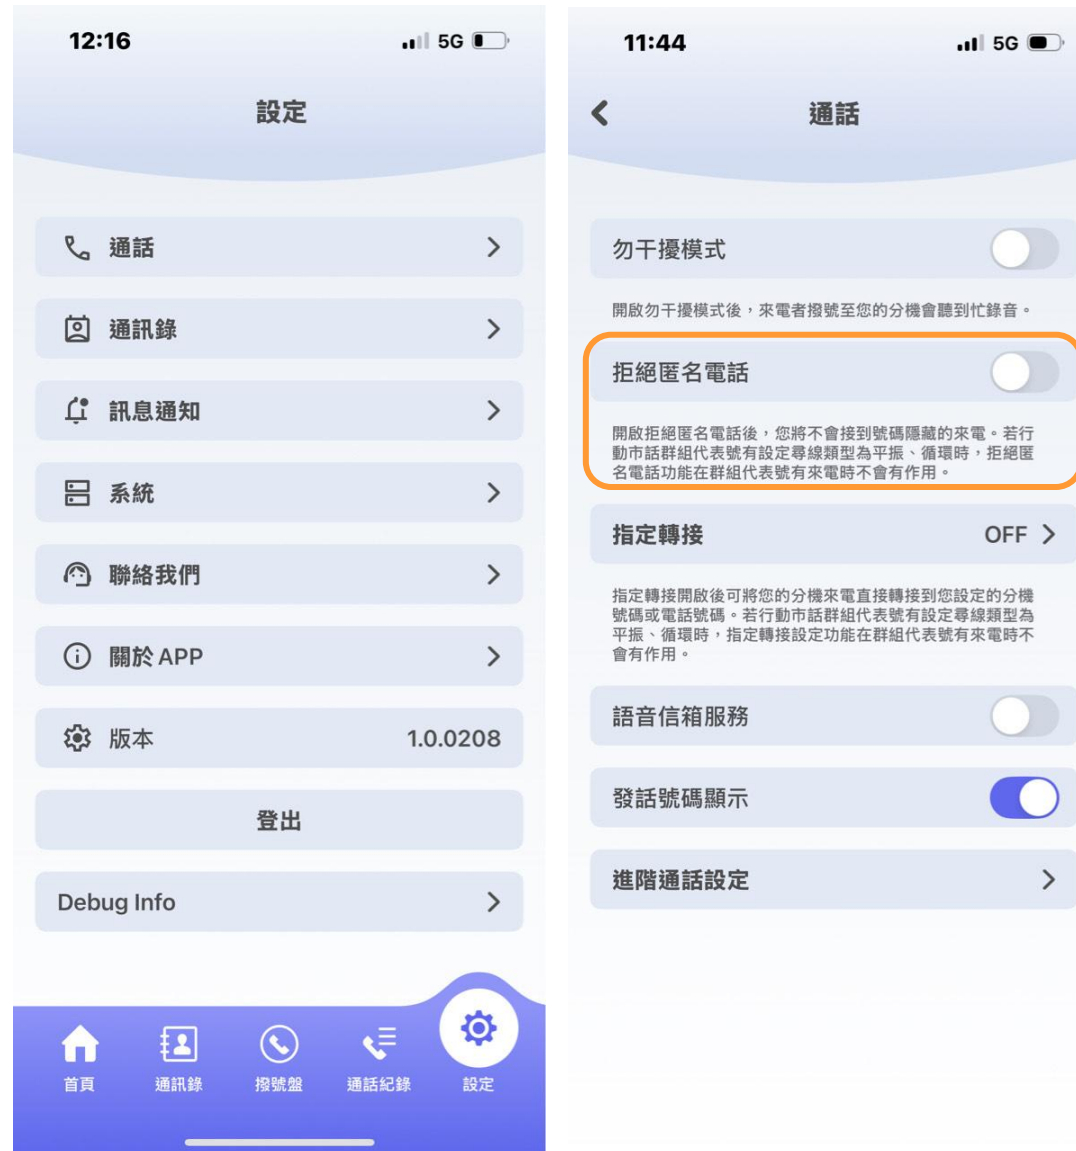 12:16
5G
設定
通話
通訊錄
訊息通知
系統
聯絡我們
關於 APP
版本 1.0.0208
登出
Debug Info
首頁 通訊錄 撥號盤 通話紀錄 設定
11:44
5G
通話
勿干擾模式
開啟勿干擾模式後，來電者撥號至您的分機會聽到忙錄音。
拒絕匿名電話
開啟拒絕匿名電話後，您將不會接到號碼隱藏的來電。若行
動市話群組代表號有設定尋線類型為平振、循環時，拒絕匿
名電話功能在群組代表號有來電時不會有作用。
指定轉接 OFF
指定轉接開啟後可將您的分機來電直接轉接到您設定的分機
號碼或電話號碼。若行動市話群組代表號有設定尋線類型為
平振、循環時，指定轉接設定功能在群組代表號有來電時不
會有作用。
語音信箱服務
發話號碼顯示
進階通話設定